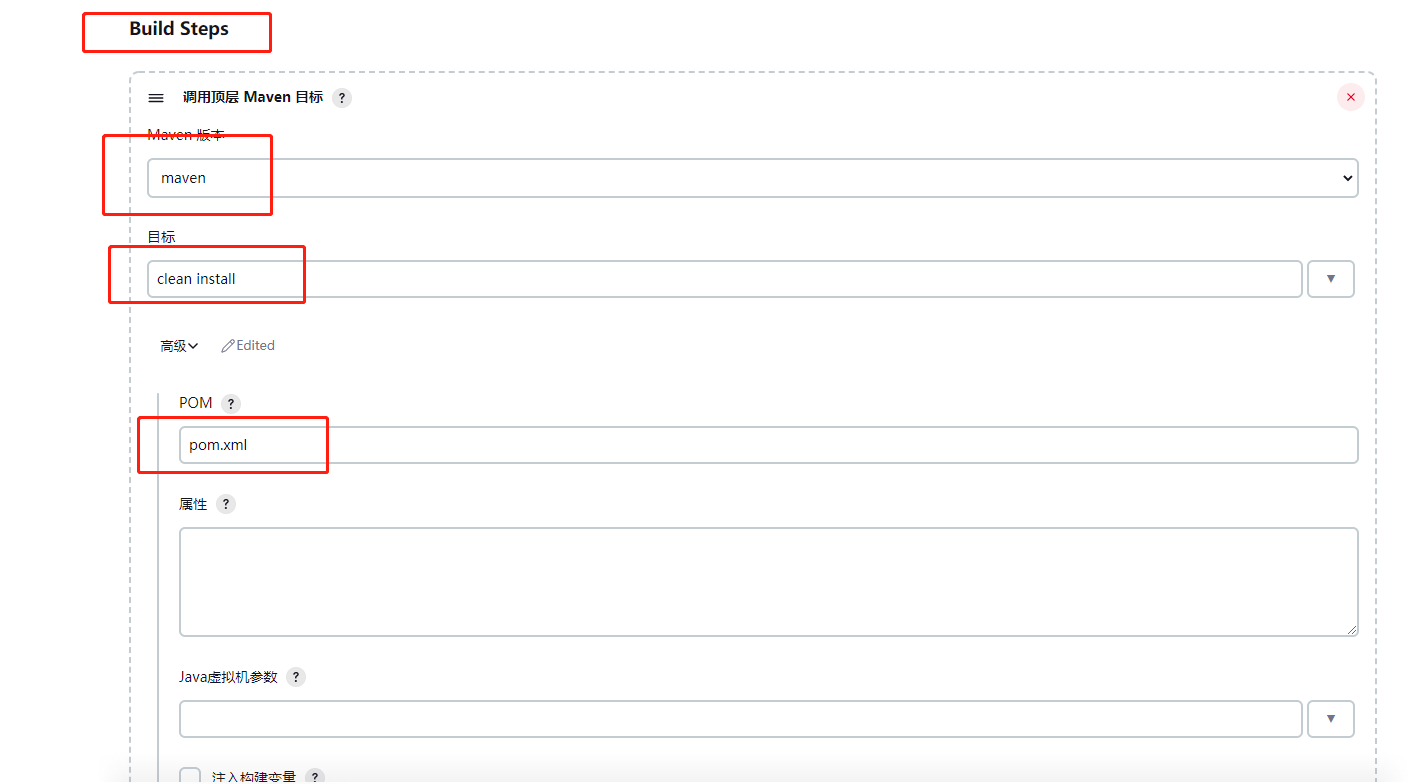 Build Steps
调用顶层 Maven 目标 ?
Maven 版本
maven
目标
clean install
高级 Edited
POM ?
pom.xml
属性 ?
Java虚拟机参数 ?
注入构建变量 ?